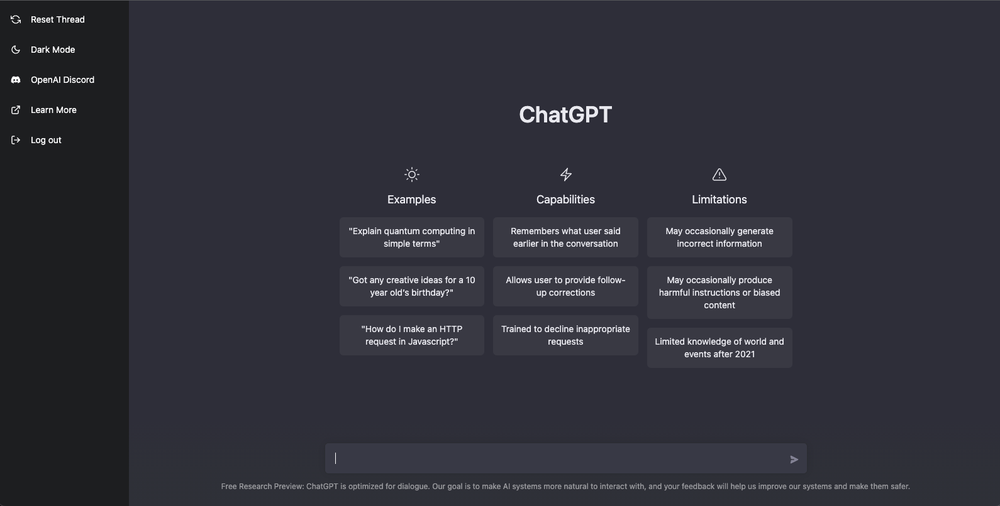 Reset Thread
Dark Mode
OpenAI Discord
Learn More
Log out
ChatGPT
Examples
"Explain quantum computing in
simple terms"
"Got any creative ideas for a 10
year old's birthday?"
"How do I make an HTTP
request in Javascript?"
Capabilities
Remembers what user said
earlier in the conversation
Allows user to provide follow-
up corrections
Trained to decline inappropriate
requests
Limitations
May occasionally generate
incorrect information
May occasionally produce
harmful instructions or biased
content
Limited knowledge of world and
events after 2021
Free Research Preview: ChatGPT is optimized for dialogue. Our goal is to make AI systems more natural to interact with, and your feedback will help us improve our systems and make them safer.